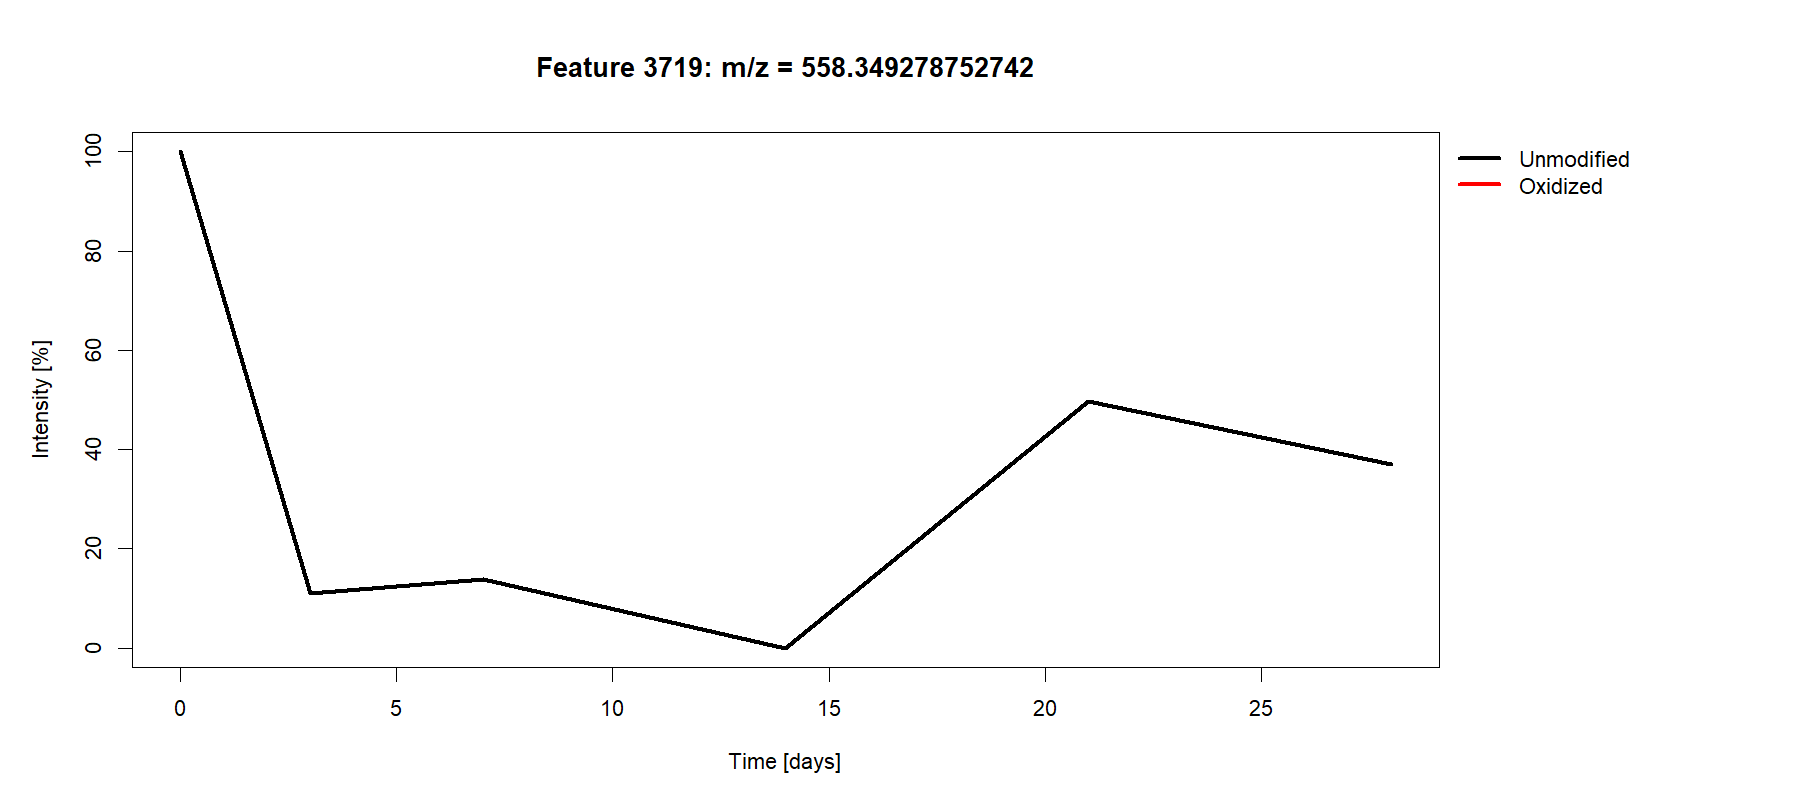 Feature 3719: m/z = 558.349278752742
Unmodified
Oxidized
Intensity [%]
100
80
60
40
20
0
0 5 10 15 20 25
Time [days]